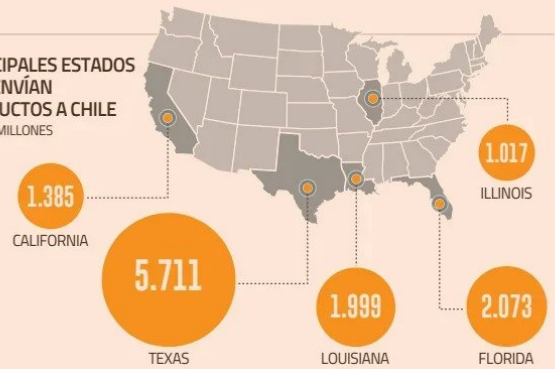 CIPALES ESTADOS
NVÍAN
UCTOS A CHILE
MILLONES
1.385
CALIFORNIA
5.711
TEXAS
1.999
LOUISIANA
2.073
FLORIDA
1.017
ILLINOIS